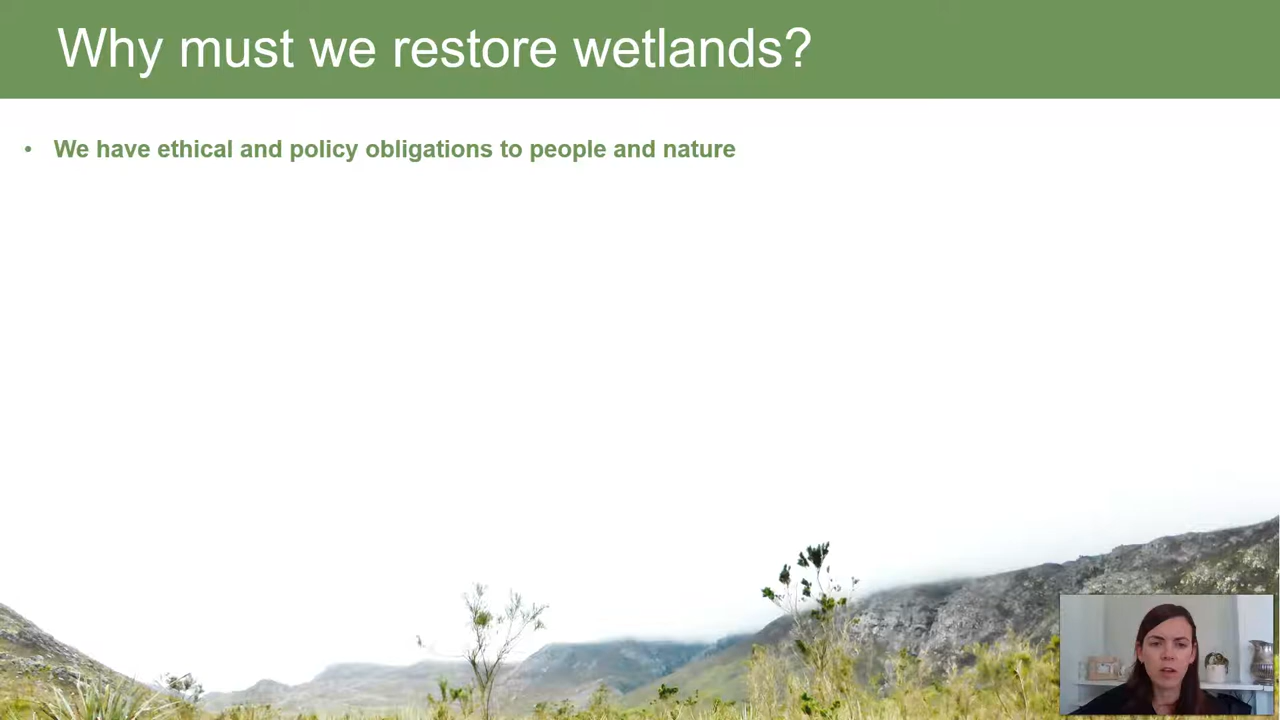 Why must we restore wetlands?
• We have ethical and policy obligations to people and nature